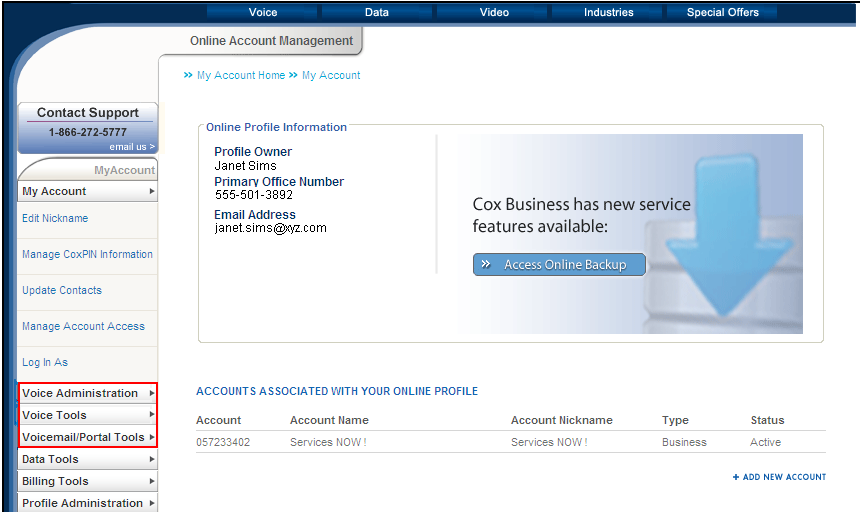 Voice Data Video Industries Special Offers
Online Account Management
» My Account Home » My Account
Contact Support
1-866-272-5777
email us >
MyAccount
My Account
Edit Nickname
Manage CoxPIN Information
Update Contacts
Manage Account Access
Log In As
Voice Administration
Voice Tools
Voicemail/Portal Tools
Data Tools
Billing Tools
Profile Administration
Online Profile Information
Profile Owner
Janet Sims
Primary Office Number
555-501-3892
Email Address
janet.sims@xyz.com
Cox Business has new service
features available:
» Access Online Backup
ACCOUNTS ASSOCIATED WITH YOUR ONLINE PROFILE
Account Account Name Account Nickname Type Status
057233402 Services NOW ! Services NOW ! Business Active
+ ADD NEW ACCOUNT